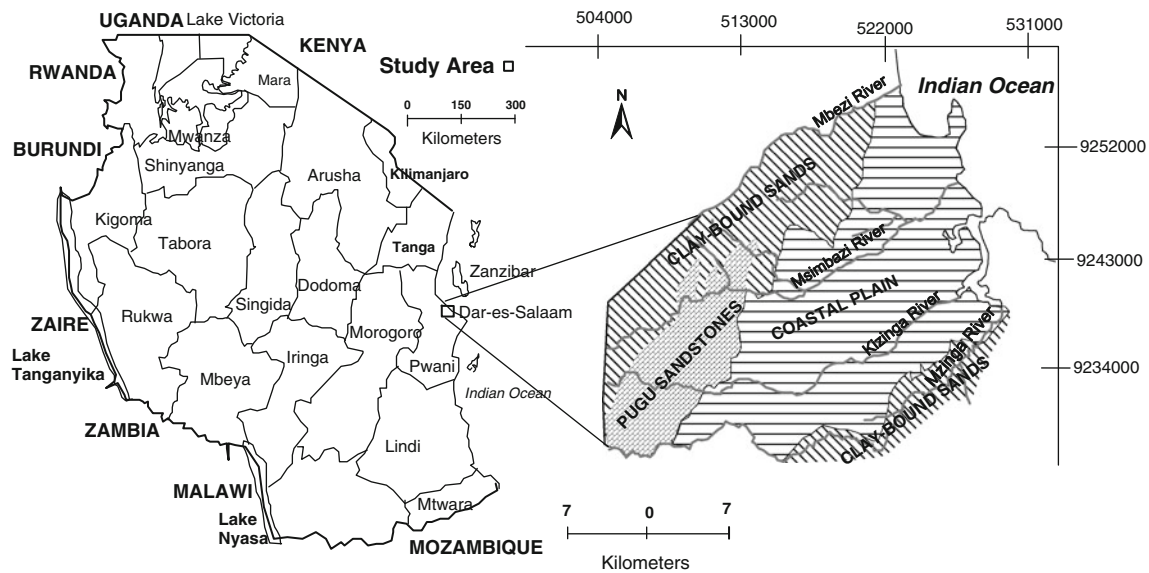 UGANDA Lake Victoria
KENYA
RWANDA
Study Area
Mara
0 150 300
Kilometers
BURUNDI
Mwanza
Shinyanga
Arusha
Kilimanjaro
Kigoma
Tabora
Tanga
Zanzibar
Dodoma
Singida
Dar-es-Salaam
ZAIRE
Rukwa
Morogoro
Lake
Tanganyika
Iringa
Pwani
Mbeya
Indian Ocean
ZAMBIA
Lindi
MALAWI
Lake
Nyasa
Mtwara
MOZAMBIQUE
504000 513000 522000 531000
Indian Ocean
N
Mbezi River
9252000
CLAY-BOUND SANDS
Msimbazi River
9243000
COASTAL PLAIN
PUGU SANDSTONES
Kizinga River
Mzinga River
9234000
CLAY-BOUND SANDS
7 0 7
Kilometers